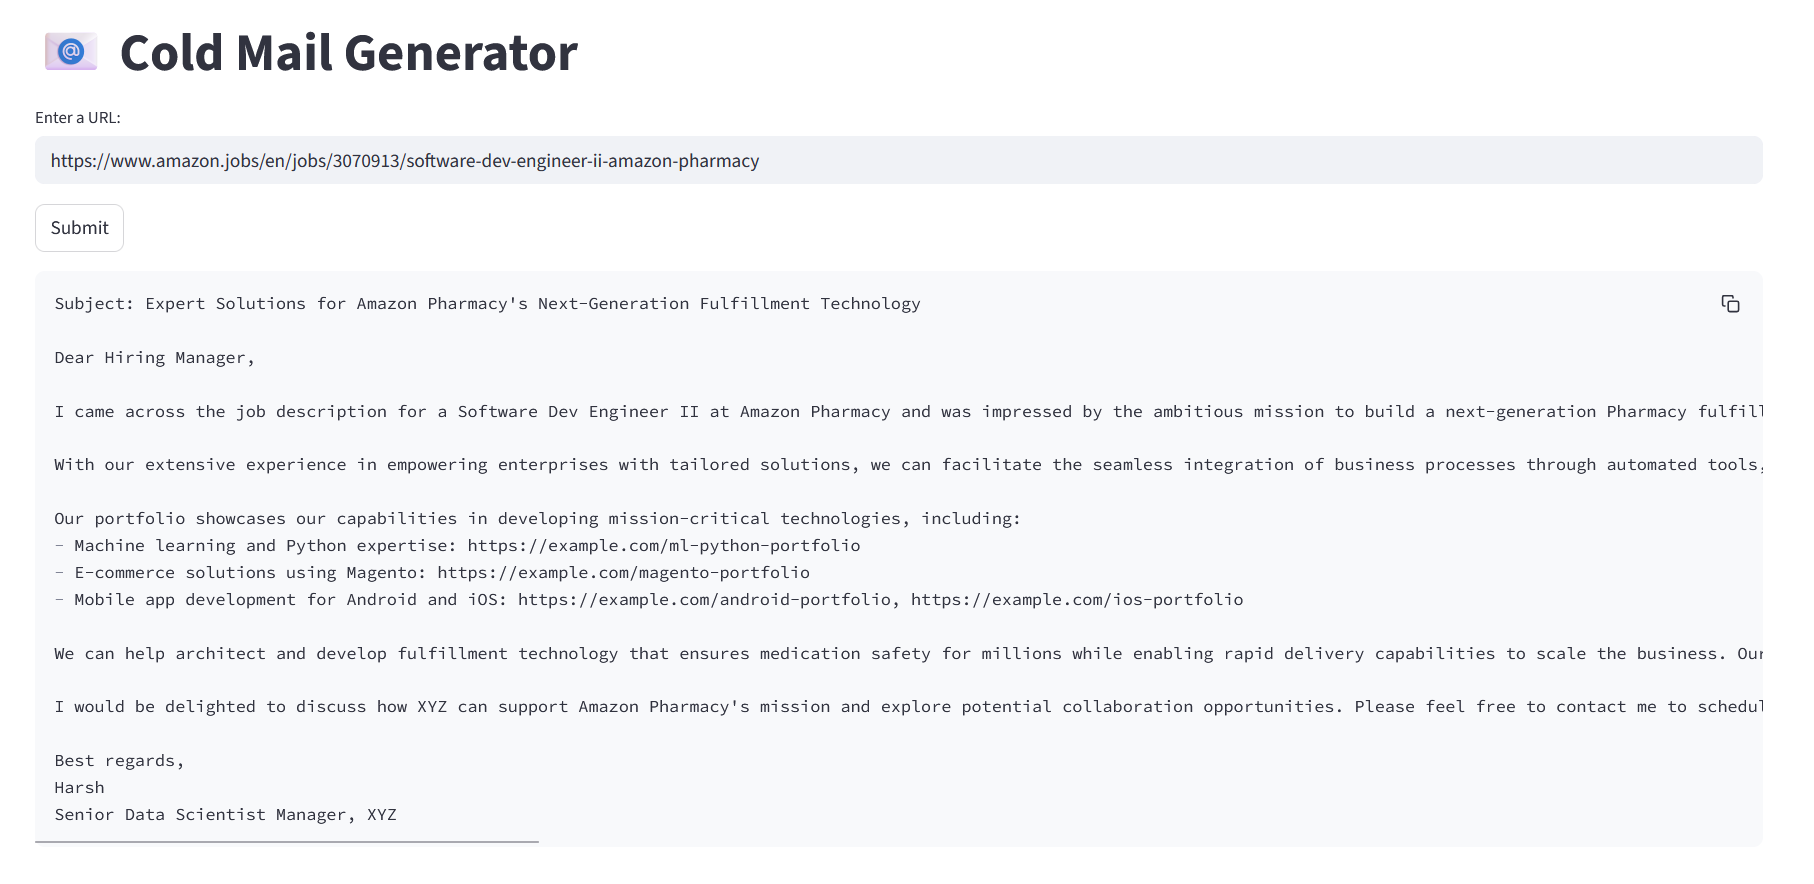 Cold Mail Generator
Enter a URL:
https://www.amazon.jobs/en/jobs/3070913/software-dev-engineer-ii-amazon-pharmacy
Submit
Subject: Expert Solutions for Amazon Pharmacy's Next-Generation Fulfillment Technology
Dear Hiring Manager,
I came across the job description for a Software Dev Engineer II at Amazon Pharmacy and was impressed by the ambitious mission to build a next-generation Pharmacy fulfill
With our extensive experience in empowering enterprises with tailored solutions, we can facilitate the seamless integration of business processes through automated tools,
Our portfolio showcases our capabilities in developing mission-critical technologies, including:
- Machine learning and Python expertise: https://example.com/ml-python-portfolio
- E-commerce solutions using Magento: https://example.com/magento-portfolio
- Mobile app development for Android and iOS: https://example.com/android-portfolio, https://example.com/ios-portfolio
We can help architect and develop fulfillment technology that ensures medication safety for millions while enabling rapid delivery capabilities to scale the business. Our
I would be delighted to discuss how XYZ can support Amazon Pharmacy's mission and explore potential collaboration opportunities. Please feel free to contact me to schedul
Best regards,
Harsh
Senior Data Scientist Manager, XYZ